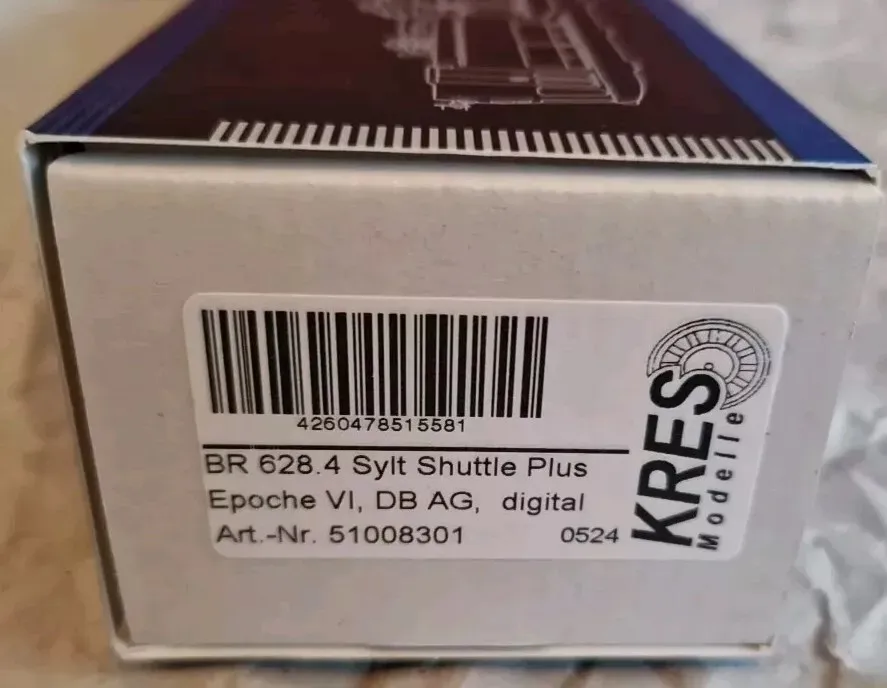 4260478515581
BR 628.4 Sylt Shuttle Plus
Epoche VI, DB AG, digital
Art.-Nr. 51008301 0524
KRES
Modelle